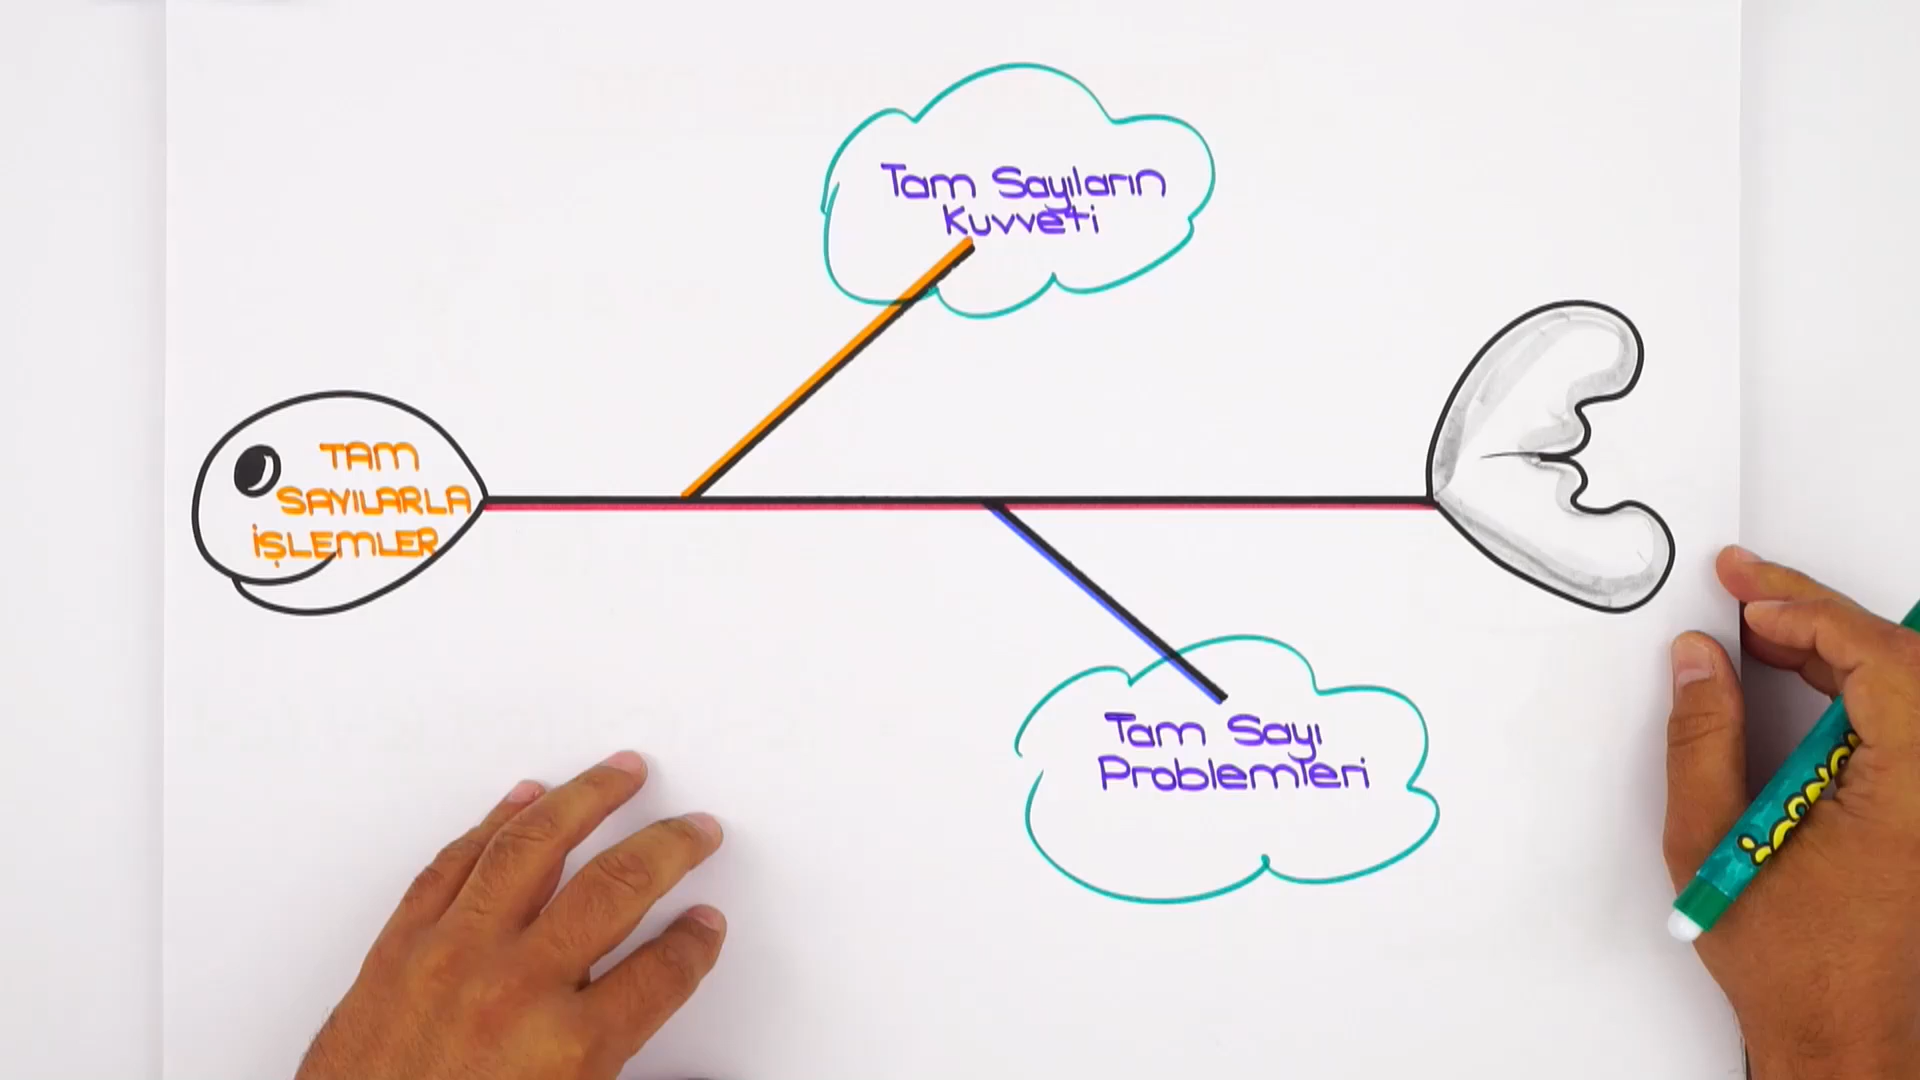 Tam Sayıların
Kuvveti
TAM
SAYILARLA
İŞLEMLER
Tam Sayı
Problemleri